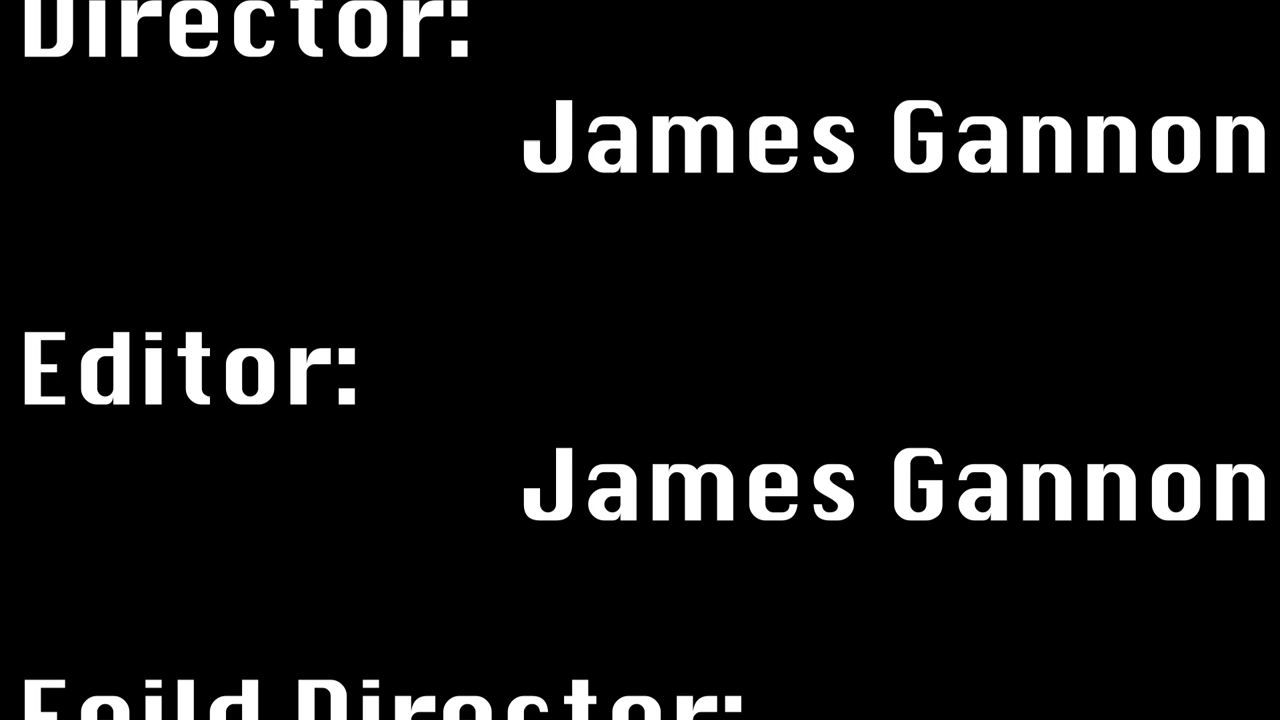 Director:
James Gannon
Editor:
James Gannon
Feild Director: